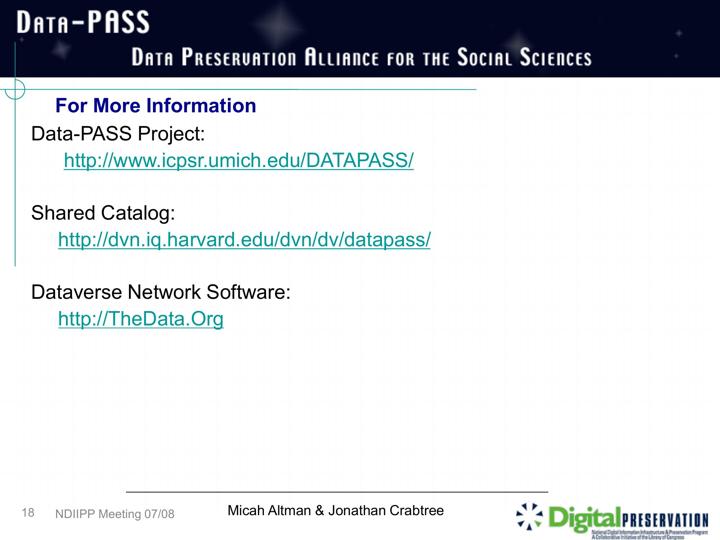 Data-PASS
Data Preservation Alliance for the Social Sciences
For More Information
Data-PASS Project:
http://www.icpsr.umich.edu/DATAPASS/
Shared Catalog:
http://dvn.iq.harvard.edu/dvn/dv/datapass/
Dataverse Network Software:
http://TheData.Org
18
NDIIPP Meeting 07/08
Micah Altman & Jonathan Crabtree
Digital PRESERVATION
National Digital Information Infrastructure & Preservation Program
A Collaborative Initiative of the Library of Congress